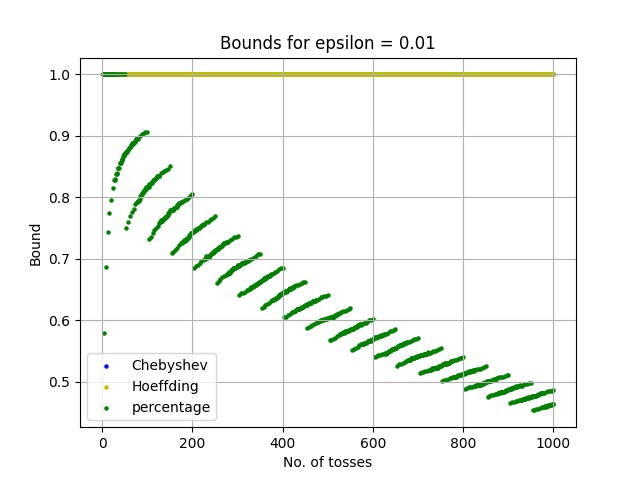 Bounds for epsilon = 0.01
1.0
0.9
0.8
0.7
0.6
0.5
Bound
Chebyshev
Hoeffding
percentage
0 200 400 600 800 1000
No. of tosses